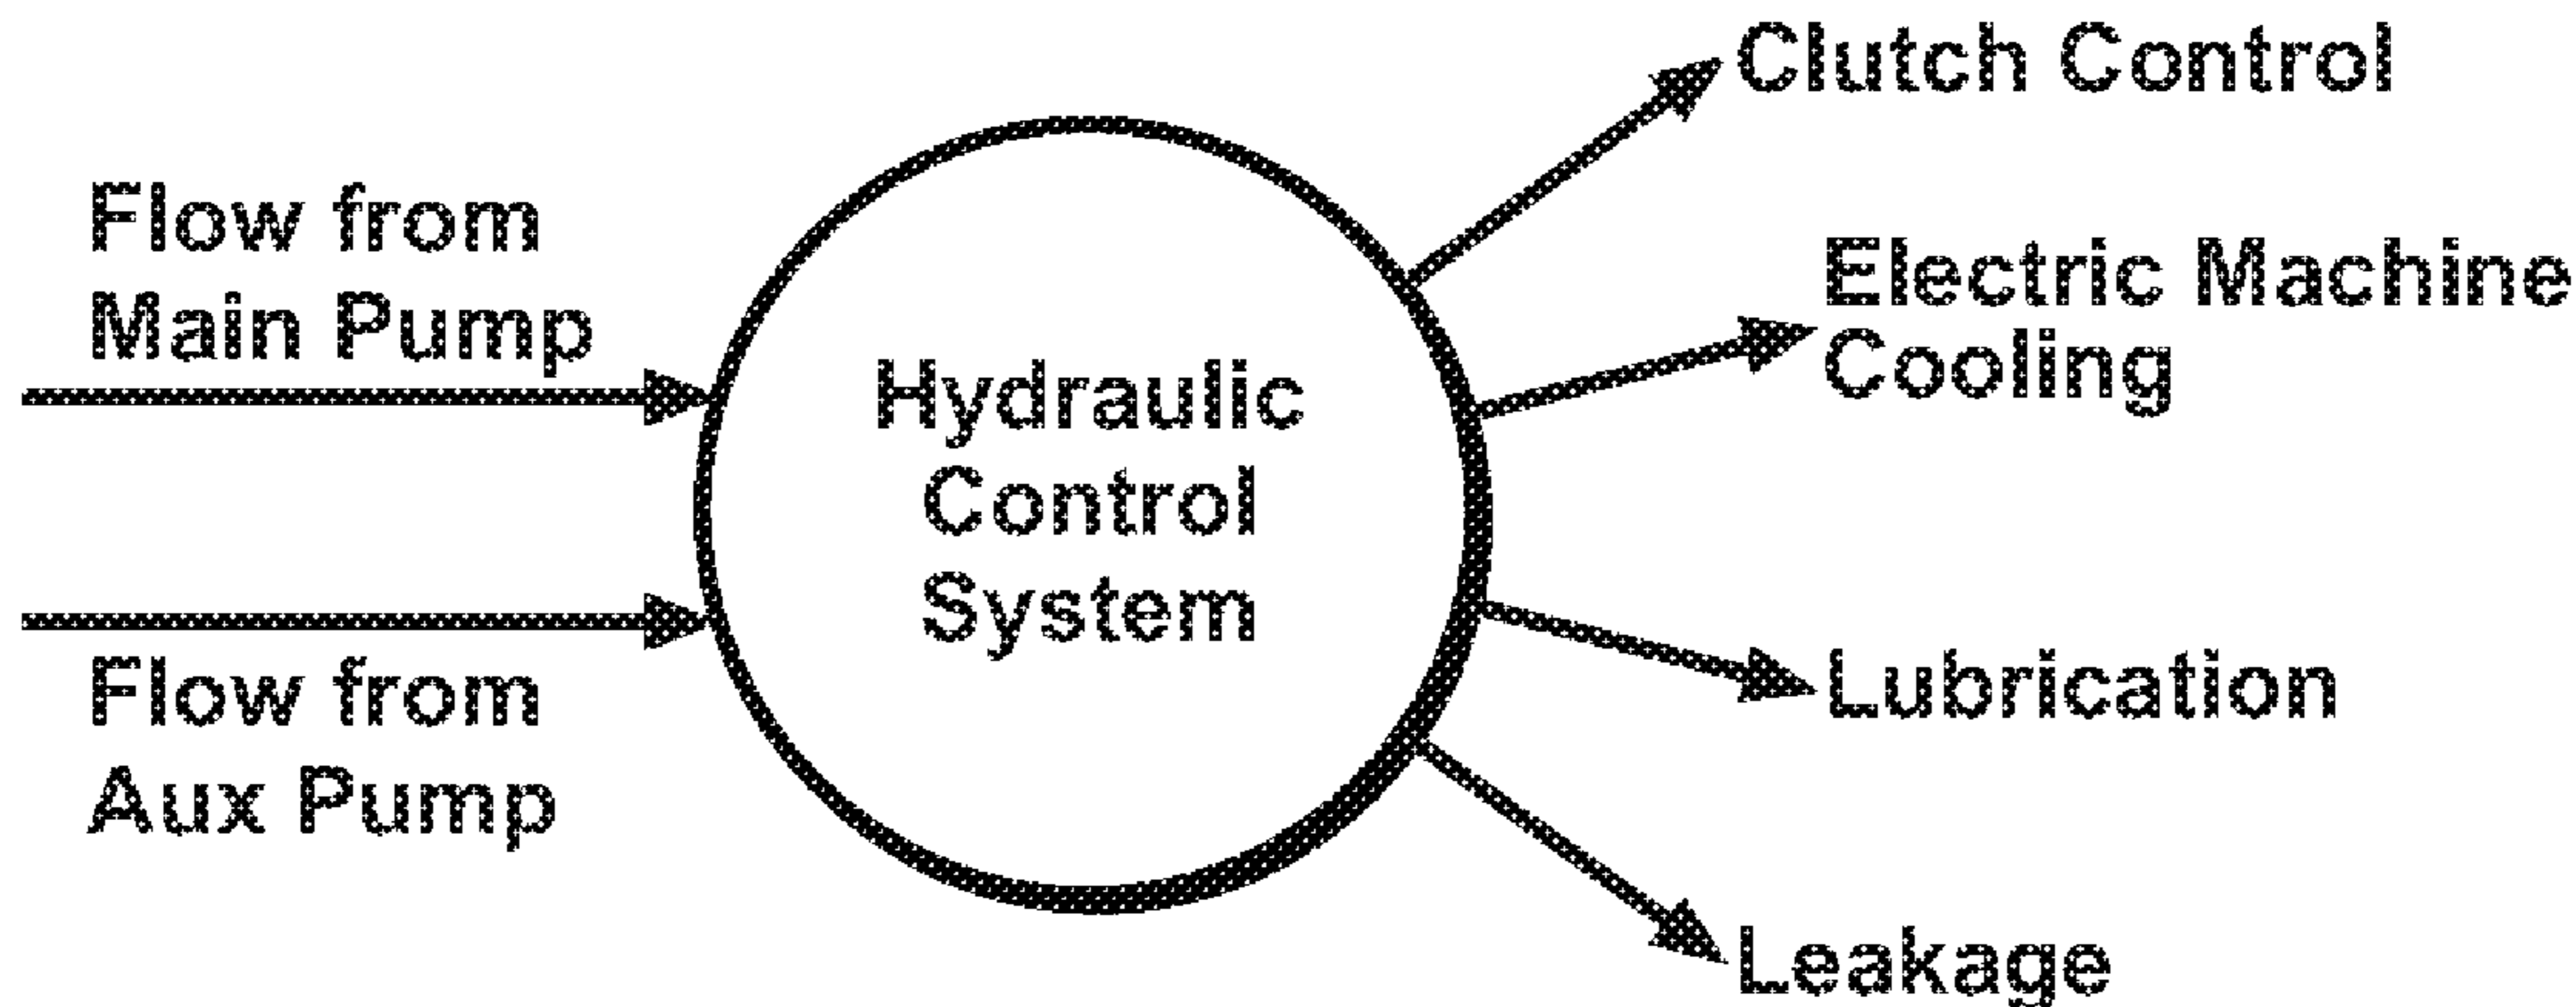 Flow from
Main Pump
Flow from
Aux Pump
Hydraulic
Control
System
Clutch Control
Electric Machine
Cooling
Lubrication
Leakage